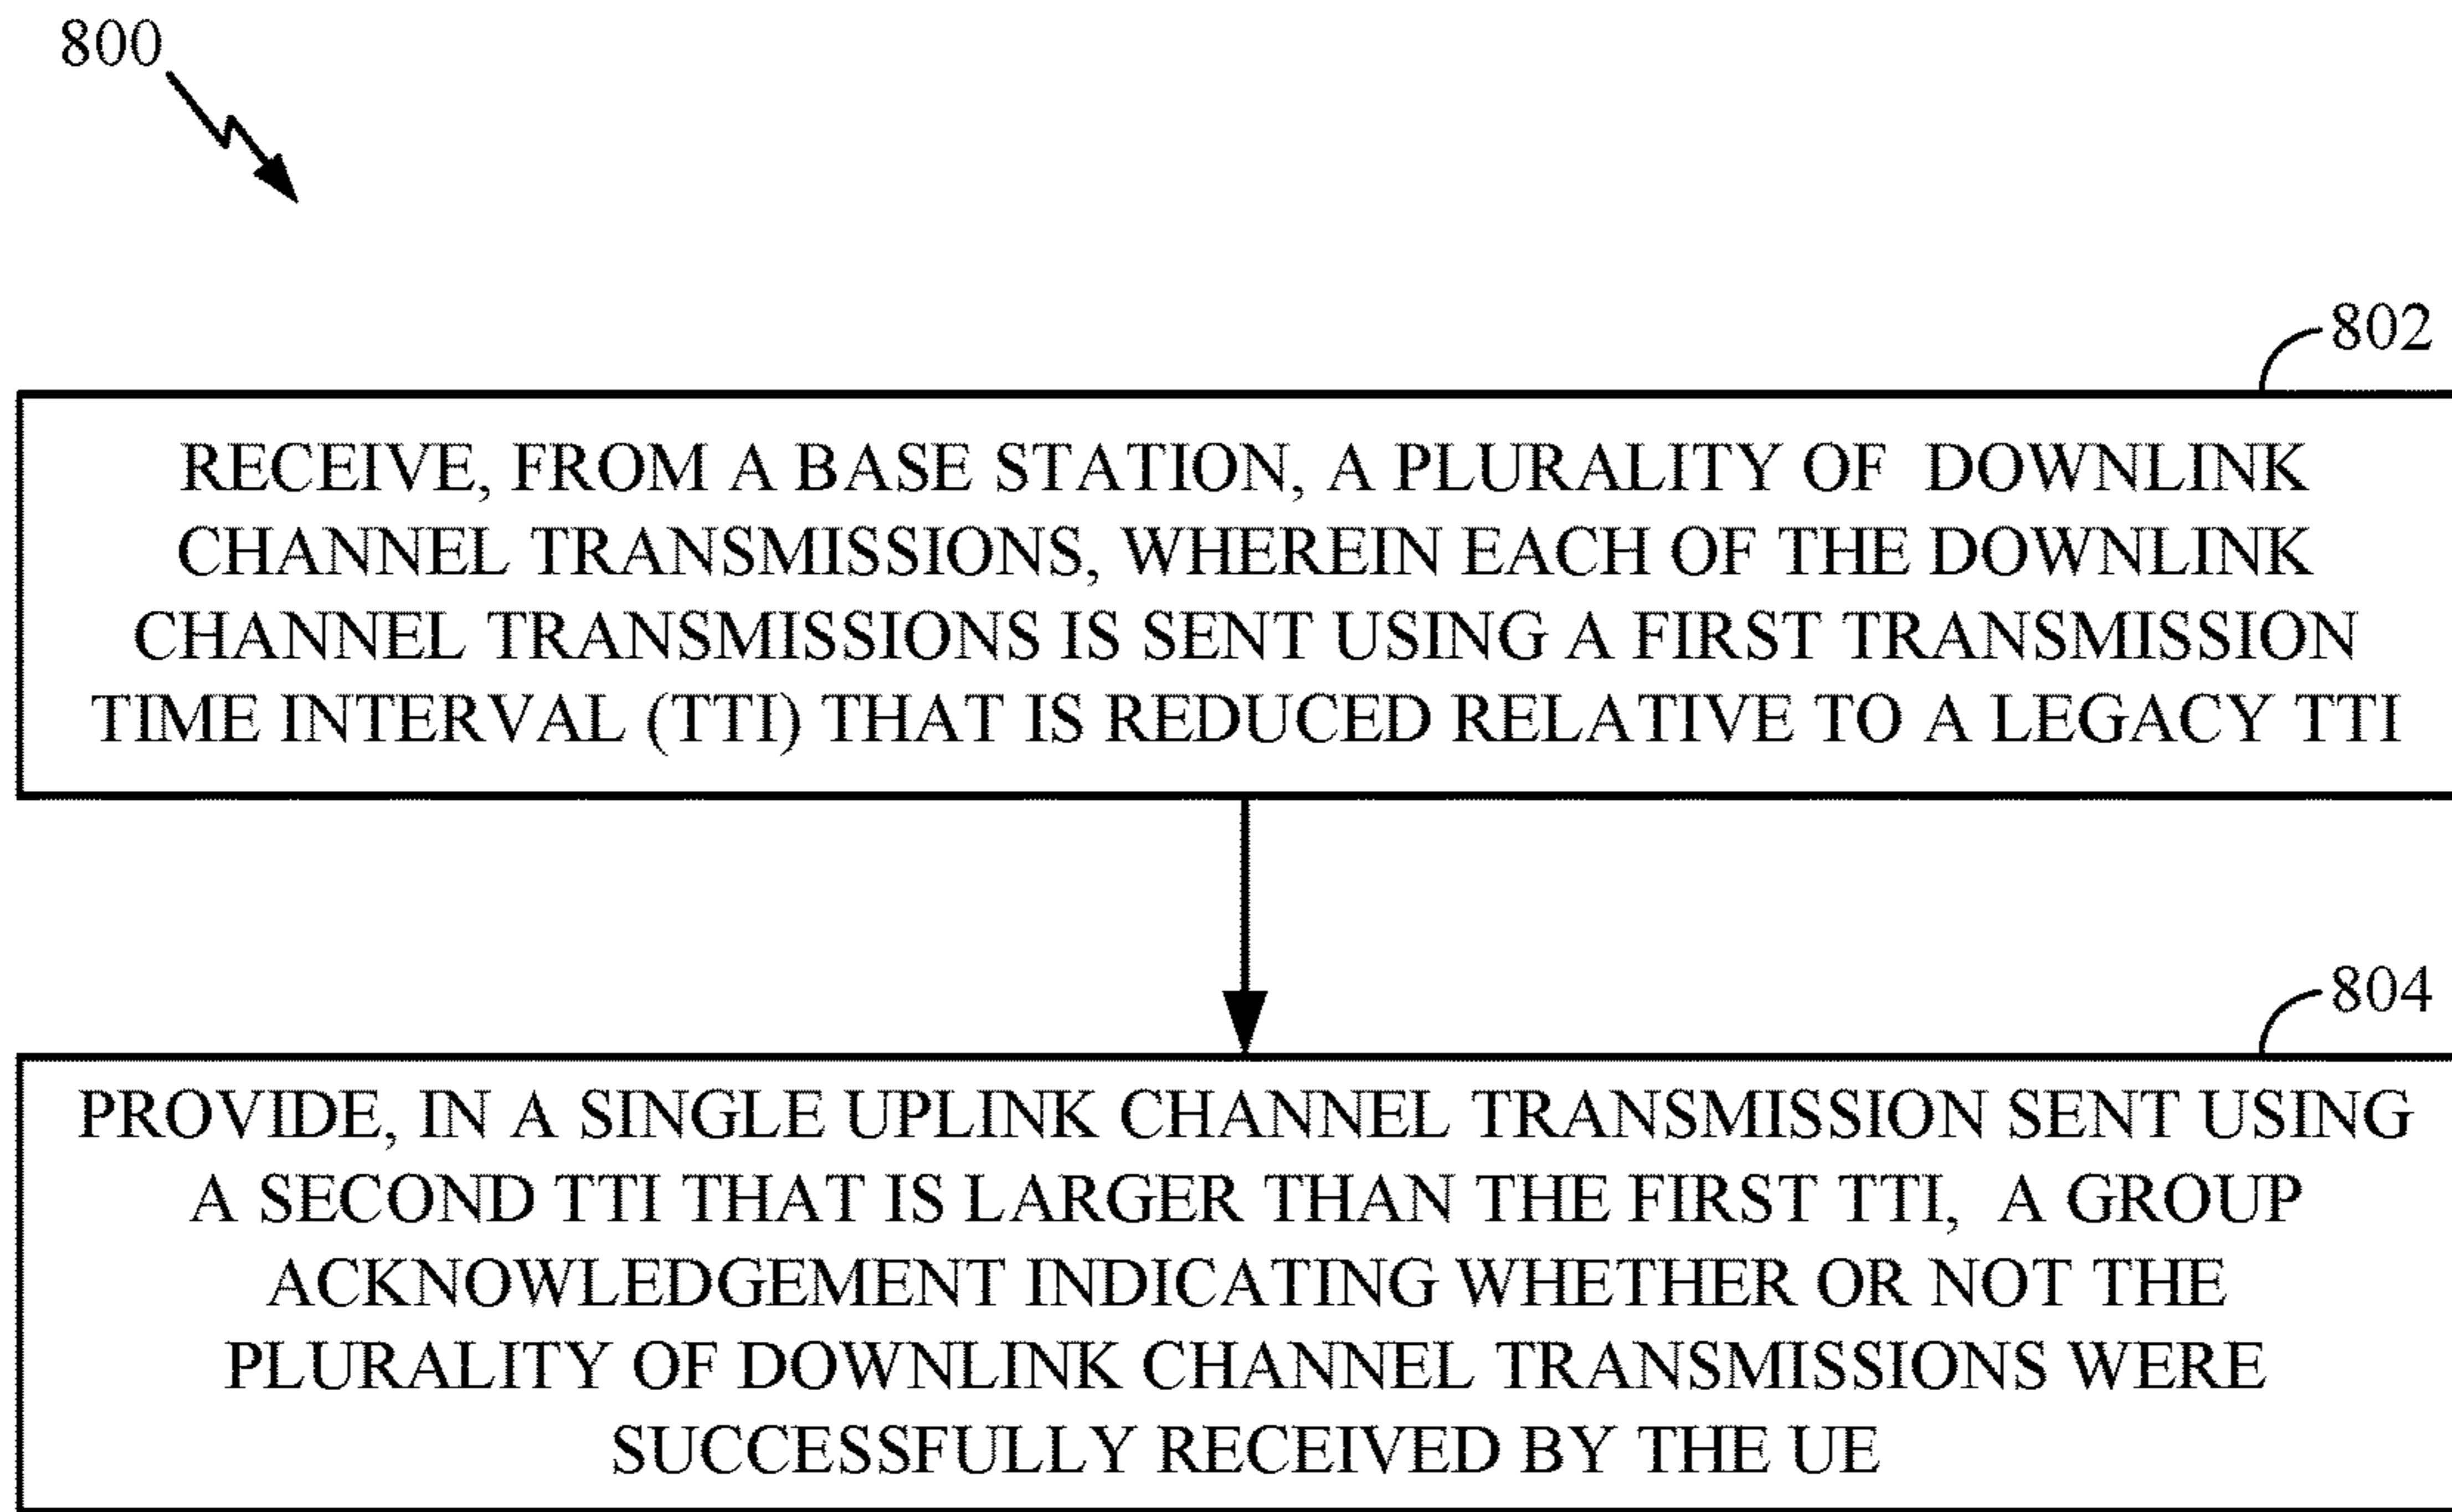 800
802
RECEIVE, FROM A BASE STATION, A PLURALITY OF DOWNLINK
CHANNEL TRANSMISSIONS, WHEREIN EACH OF THE DOWNLINK
CHANNEL TRANSMISSIONS IS SENT USING A FIRST TRANSMISSION
TIME INTERVAL (TTI) THAT IS REDUCED RELATIVE TO A LEGACY TTI
804
PROVIDE, IN A SINGLE UPLINK CHANNEL TRANSMISSION SENT USING
A SECOND TTI THAT IS LARGER THAN THE FIRST TTI, A GROUP
ACKNOWLEDGEMENT INDICATING WHETHER OR NOT THE
PLURALITY OF DOWNLINK CHANNEL TRANSMISSIONS WERE
SUCCESSFULLY RECEIVED BY THE UE